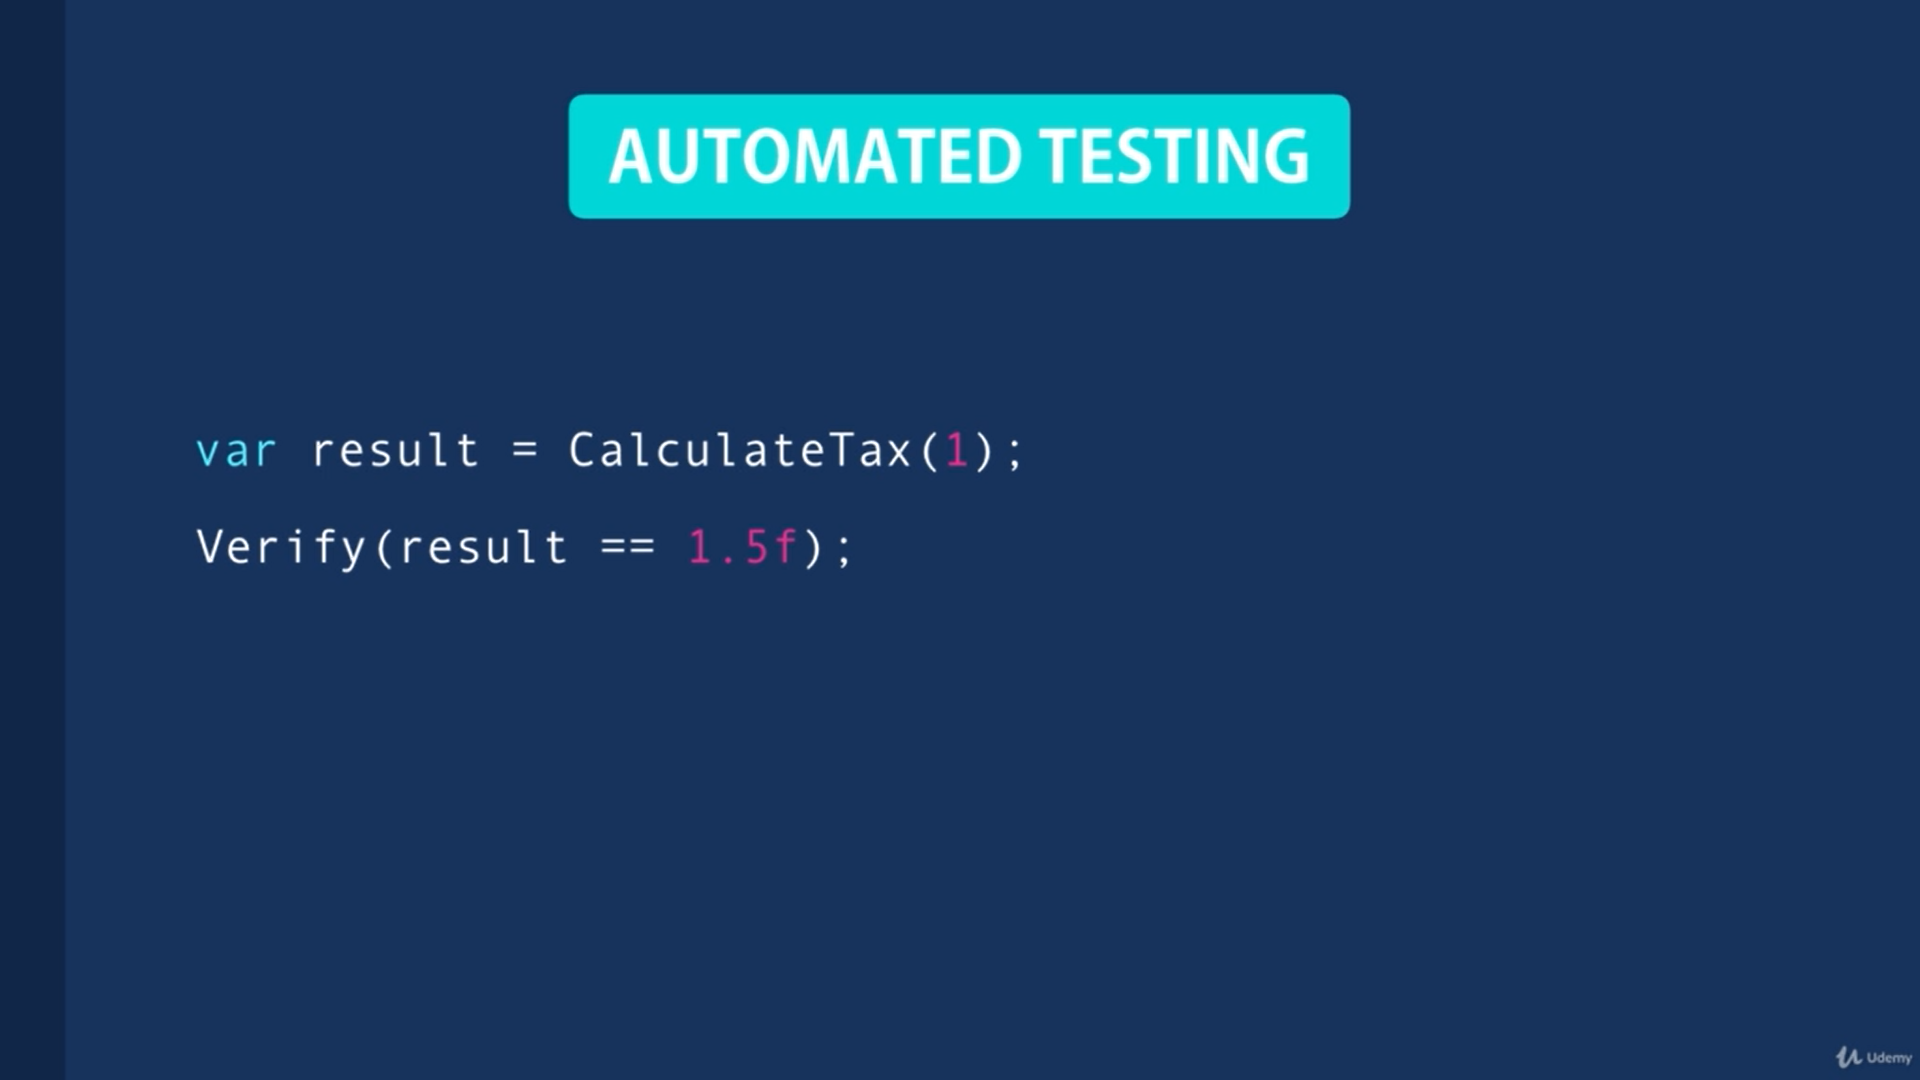 AUTOMATED TESTING
var result = CalculateTax(1);
Verify(result == 1.5f);
Udemy